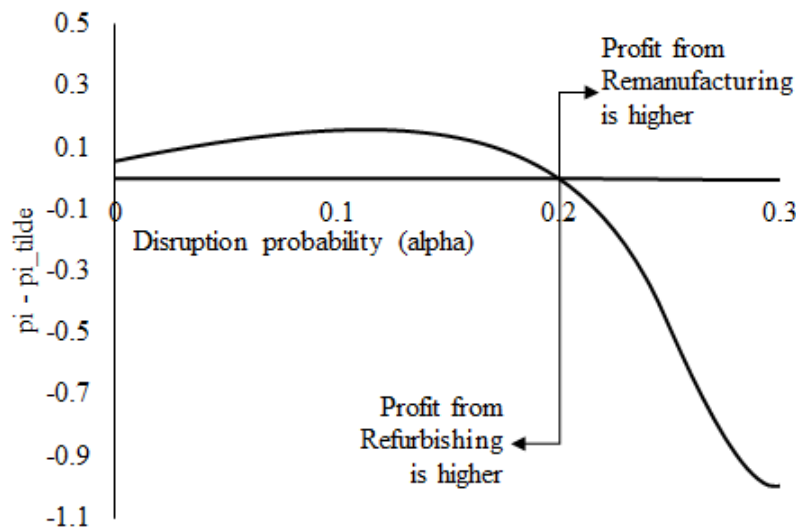 0.5
Profit from
Remanufacturing
is higher
0.3
0.1
-0.1
0
0.1
0.2
0.3
Disruption probability (alpha)
pi - pi_tilde
-0.3
-0.5
-0.7
Profit from
Refurbishing
is higher
-0.9
-1.1